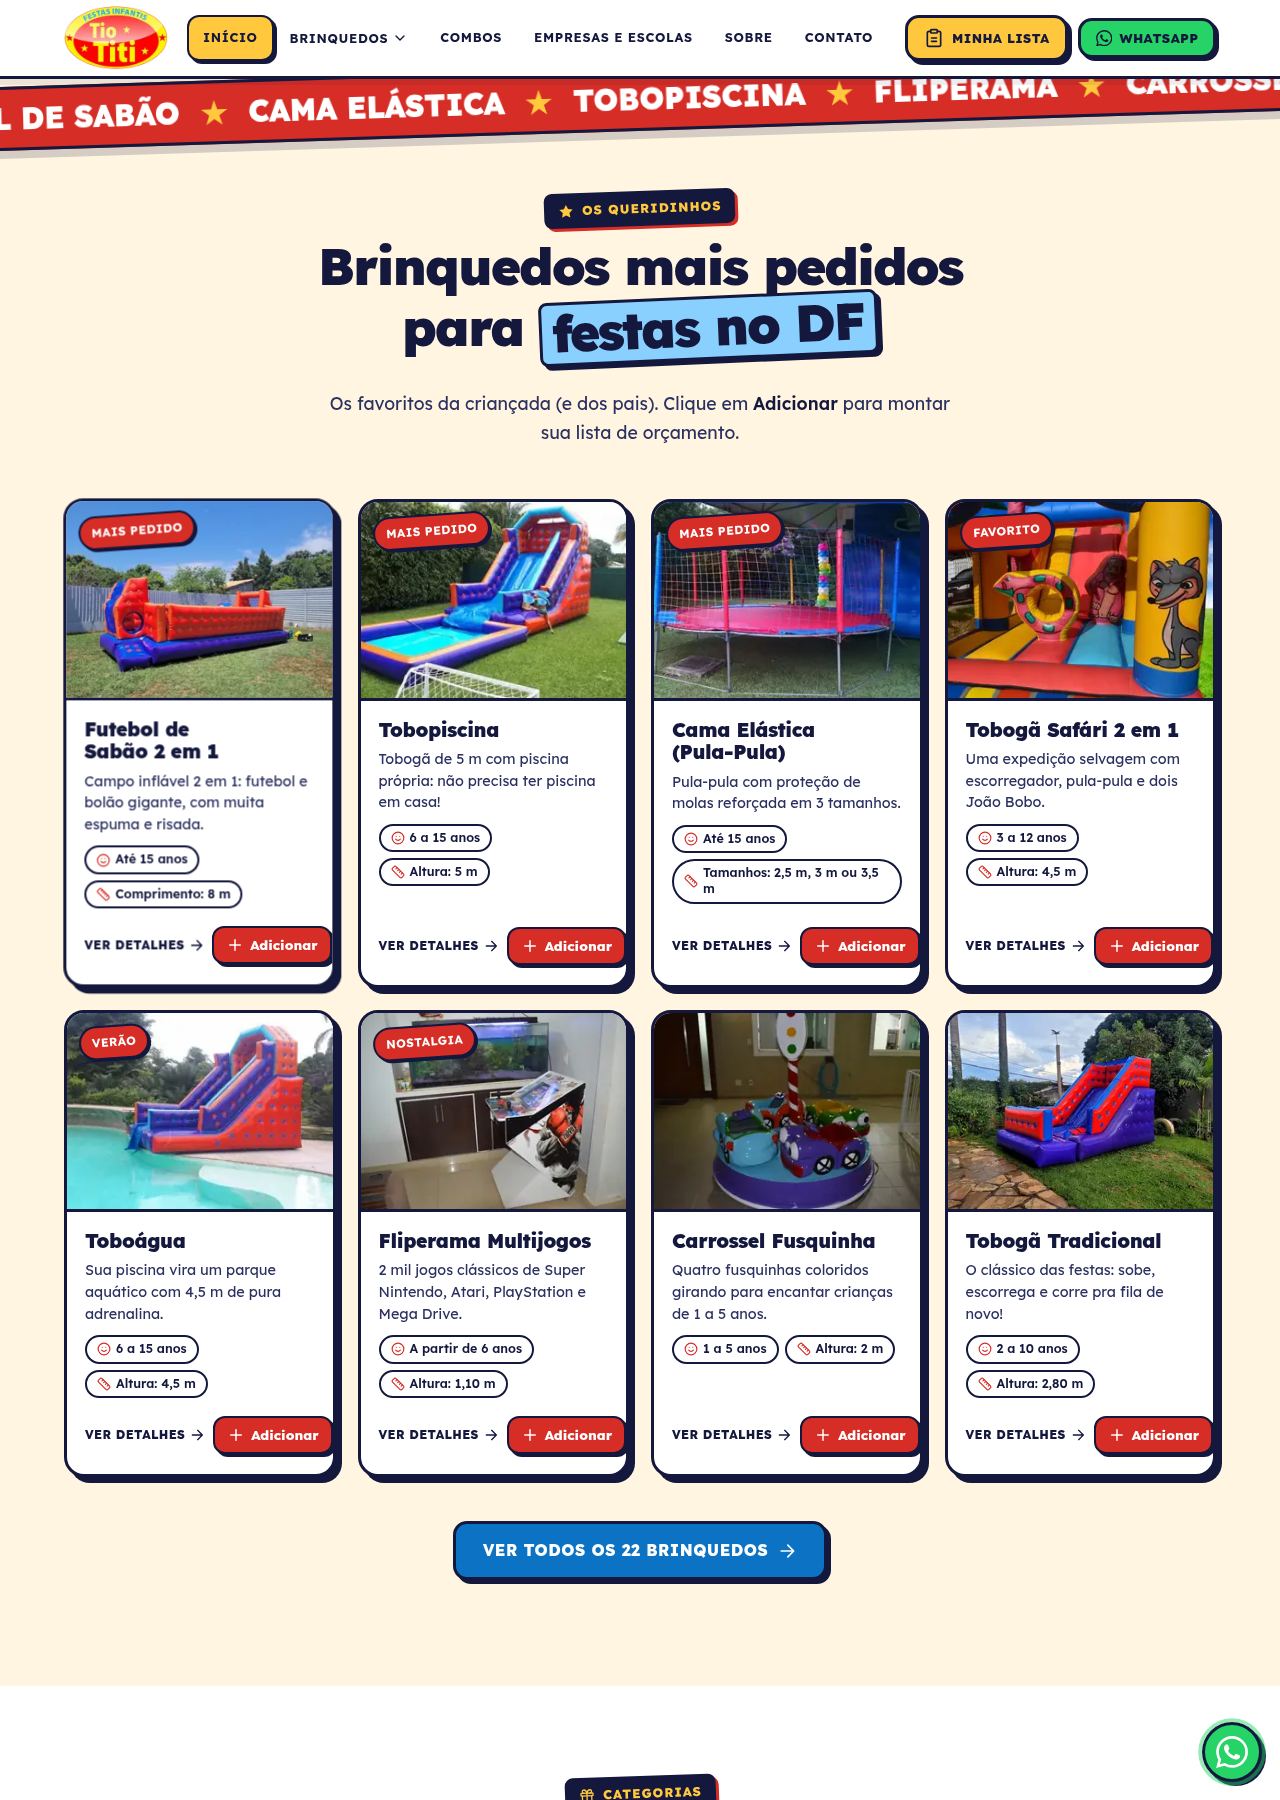 FESTAS INFANTIS
Tio
Titi
INÍCIO
BRINQUEDOS
COMBOS
EMPRESAS E ESCOLAS
SOBRE
CONTATO
MINHA LISTA
WHATSAPP
L DE SABÃO ★ CAMA ELÁSTICA ★ TOBOPISCINA ★ FLIPERAMA ★ CARROSSE
OS QUERIDINHOS
Brinquedos mais pedidos
para festas no DF
Os favoritos da criançada (e dos pais). Clique em Adicionar para montar
sua lista de orçamento.
MAIS PEDIDO
Futebol de
Sabão 2 em 1
Campo inflável 2 em 1: futebol e
bolão gigante, com muita
espuma e risada.
Até 15 anos
Comprimento: 8 m
VER DETALHES
Adicionar
MAIS PEDIDO
Tobopiscina
Tobogã de 5 m com piscina
própria: não precisa ter piscina
em casa!
6 a 15 anos
Altura: 5 m
VER DETALHES
Adicionar
MAIS PEDIDO
Cama Elástica
(Pula-Pula)
Pula-pula com proteção de
molas reforçada em 3 tamanhos.
Até 15 anos
Tamanhos: 2,5 m, 3 m ou 3,5
m
VER DETALHES
Adicionar
FAVORITO
Tobogã Safári 2 em 1
Uma expedição selvagem com
escorregador, pula-pula e dois
João Bobo.
3 a 12 anos
Altura: 4,5 m
VER DETALHES
Adicionar
VERÃO
Toboágua
Sua piscina vira um parque
aquático com 4,5 m de pura
adrenalina.
6 a 15 anos
Altura: 4,5 m
VER DETALHES
Adicionar
NOSTALGIA
Fliperama Multijogos
2 mil jogos clássicos de Super
Nintendo, Atari, PlayStation e
Mega Drive.
A partir de 6 anos
Altura: 1,10 m
VER DETALHES
Adicionar
Carrossel Fusquinha
Quatro fusquinhas coloridos
girando para encantar crianças
de 1 a 5 anos.
1 a 5 anos
Altura: 2 m
VER DETALHES
Adicionar
Tobogã Tradicional
O clássico das festas: sobe,
escorrega e corre pra fila de
novo!
2 a 10 anos
Altura: 2,80 m
VER DETALHES
Adicionar
VER TODOS OS 22 BRINQUEDOS
CATEGORIAS